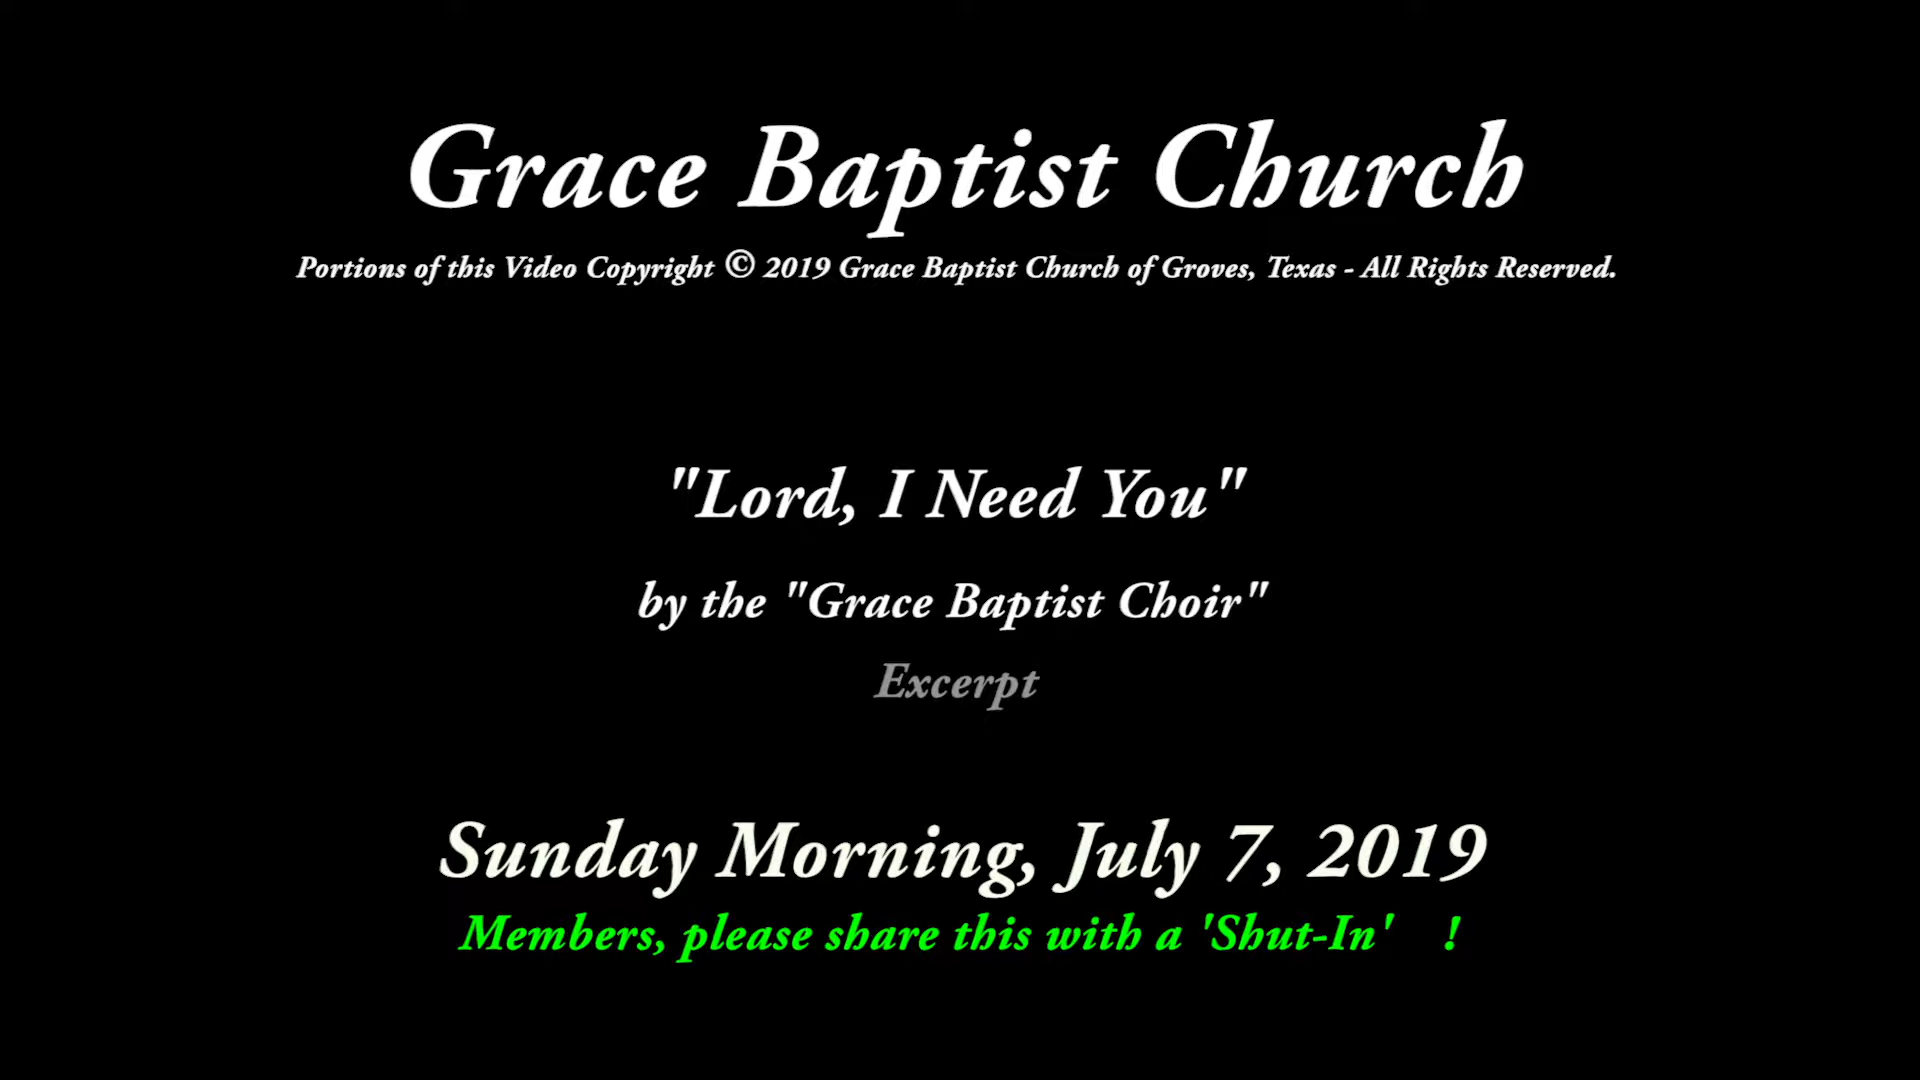 Grace Baptist Church
Portions of this Video Copyright © 2019 Grace Baptist Church of Groves, Texas - All Rights Reserved.
"Lord, I Need You"
by the "Grace Baptist Choir"
Excerpt
Sunday Morning, July 7, 2019
Members, please share this with a 'Shut-In' !